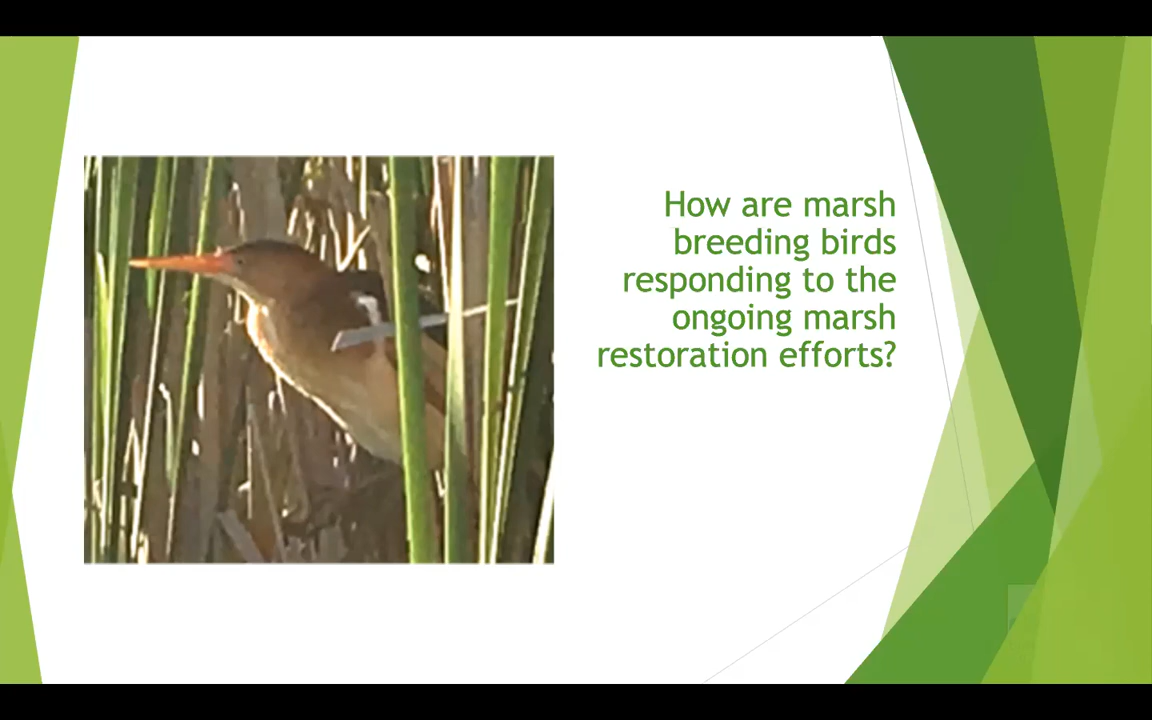 How are marsh
breeding birds
responding to the
ongoing marsh
restoration efforts?